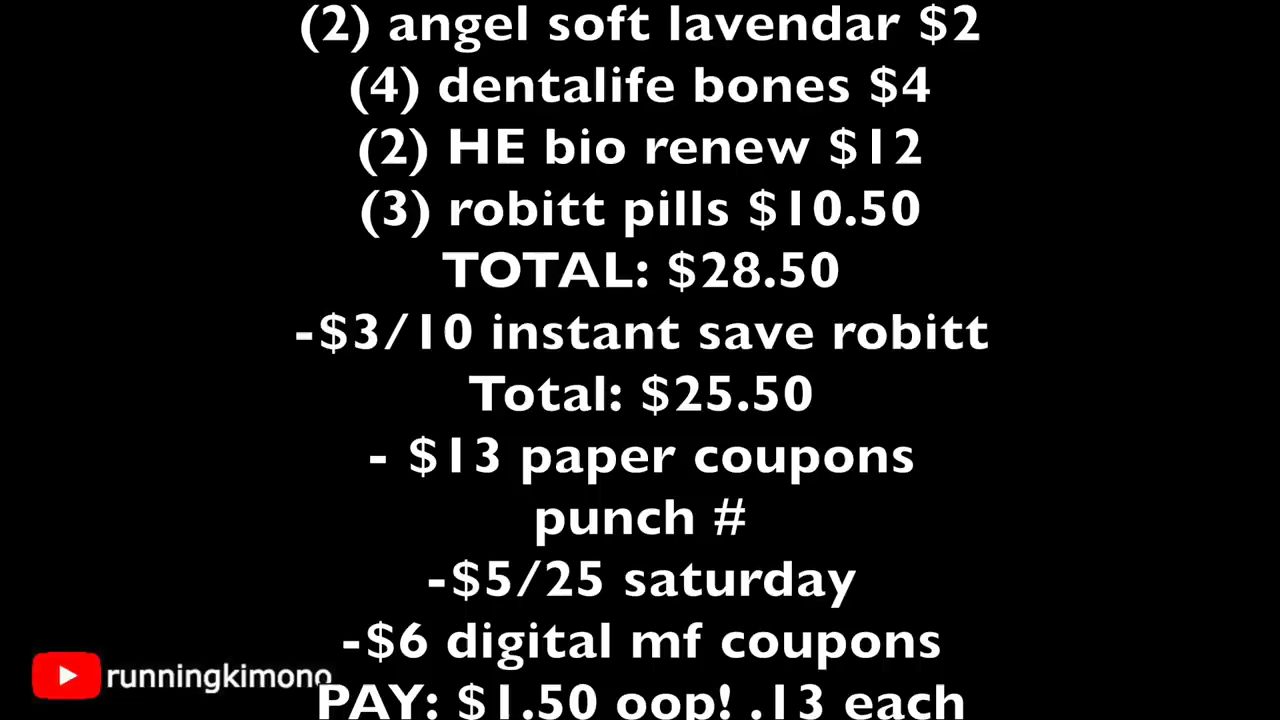 (2) angel soft lavendar $2
(4) dentalife bones $4
(2) HE bio renew $12
(3) robitt pills $10.50
TOTAL: $28.50
-$3/10 instant save robitt
Total: $25.50
- $13 paper coupons
punch #
-$5/25 saturday
-$6 digital mf coupons
runningkimono
PAY: $1.50 oop! .13 each